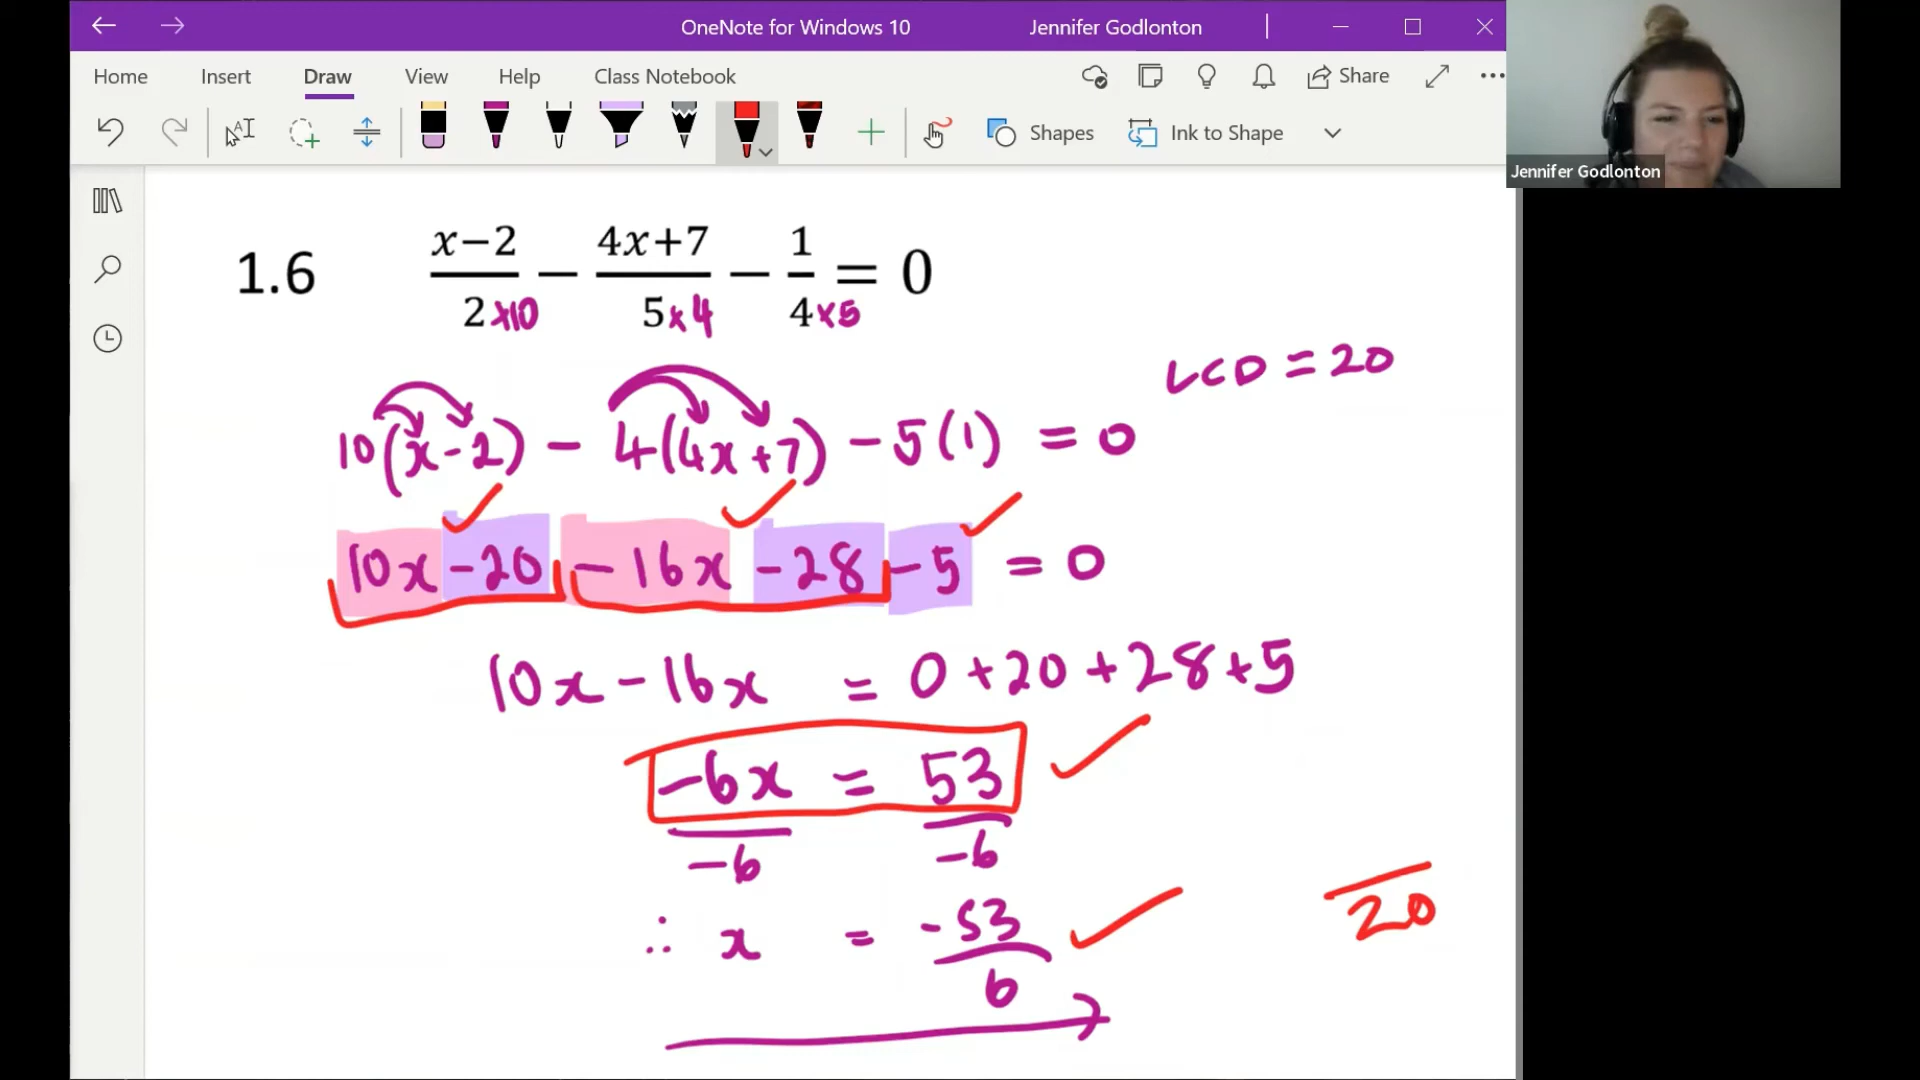 OneNote for Windows 10 Jennifer Godlonton
Home Insert Draw View Help Class Notebook Share
Shapes Ink to Shape
Jennifer Godlonton
1.6 x−2/2 ×10 − 4x+7/5 ×4 − 1/4 ×5 = 0
LCD = 20
10(x-2) - 4(4x+7) - 5(1) = 0
10x -20 -16x -28 -5 = 0
10x - 16x = 0 + 20 + 28 + 5
-6x = 53
-6 -6
∴ x = -53/6
20